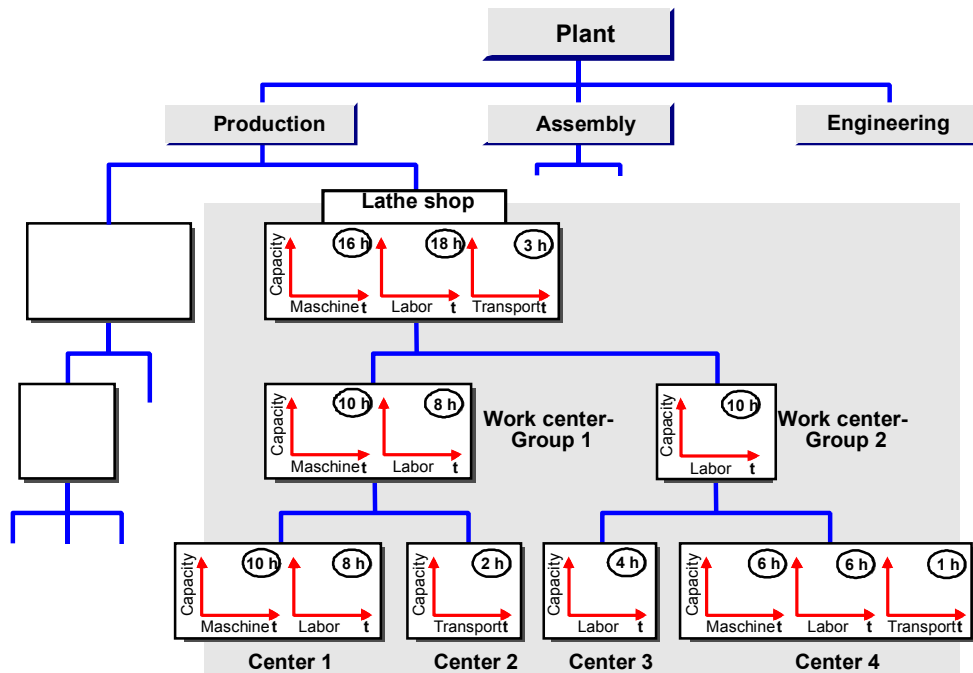 Plant
Production
Assembly
Engineering
Lathe shop
Capacity
16 h
18 h
3 h
Maschine t
Labor t
Transport t
Capacity
10 h
8 h
Maschine t
Labor t
Work center-
Group 1
Capacity
10 h
Labor t
Work center-
Group 2
Capacity
10 h
8 h
Maschine t
Labor t
Center 1
Capacity
2 h
Transport t
Center 2
Capacity
4 h
Labor t
Center 3
Capacity
6 h
6 h
1 h
Maschine t
Labor t
Transport t
Center 4